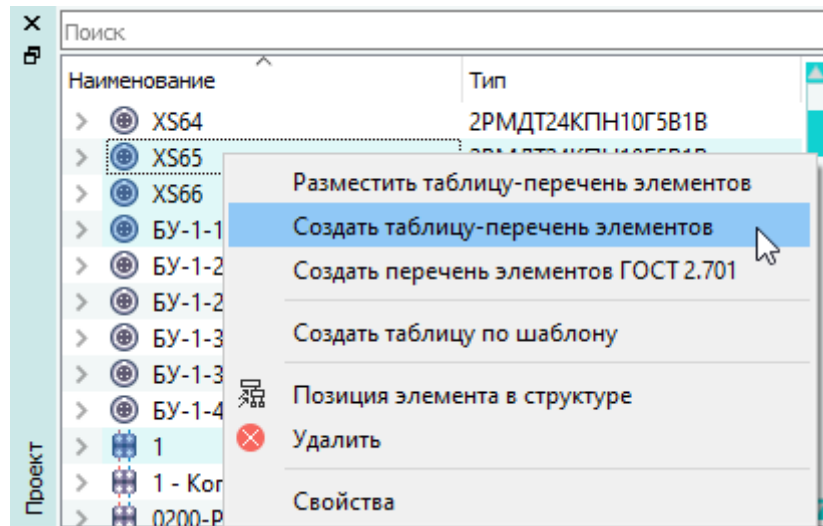 Поиск
Наименование
Тип
XS64
2РМДТ24КПН10Г5В1В
XS65
XS66
БУ-1-1
БУ-1-2
БУ-1-2
БУ-1-3
БУ-1-3
БУ-1-4
1
1 - Ког
0200-Р
Разместить таблицу-перечень элементов
Создать таблицу-перечень элементов
Создать перечень элементов ГОСТ 2.701
Создать таблицу по шаблону
Позиция элемента в структуре
Удалить
Свойства
Проект